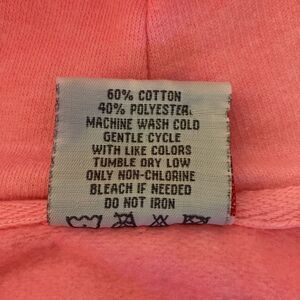 60% COTTON
40% POLYESTER
MACHINE WASH COLD
GENTLE CYCLE
WITH LIKE COLORS
TUMBLE DRY LOW
ONLY NON-CHLORINE
BLEACH IF NEEDED
DO NOT IRON